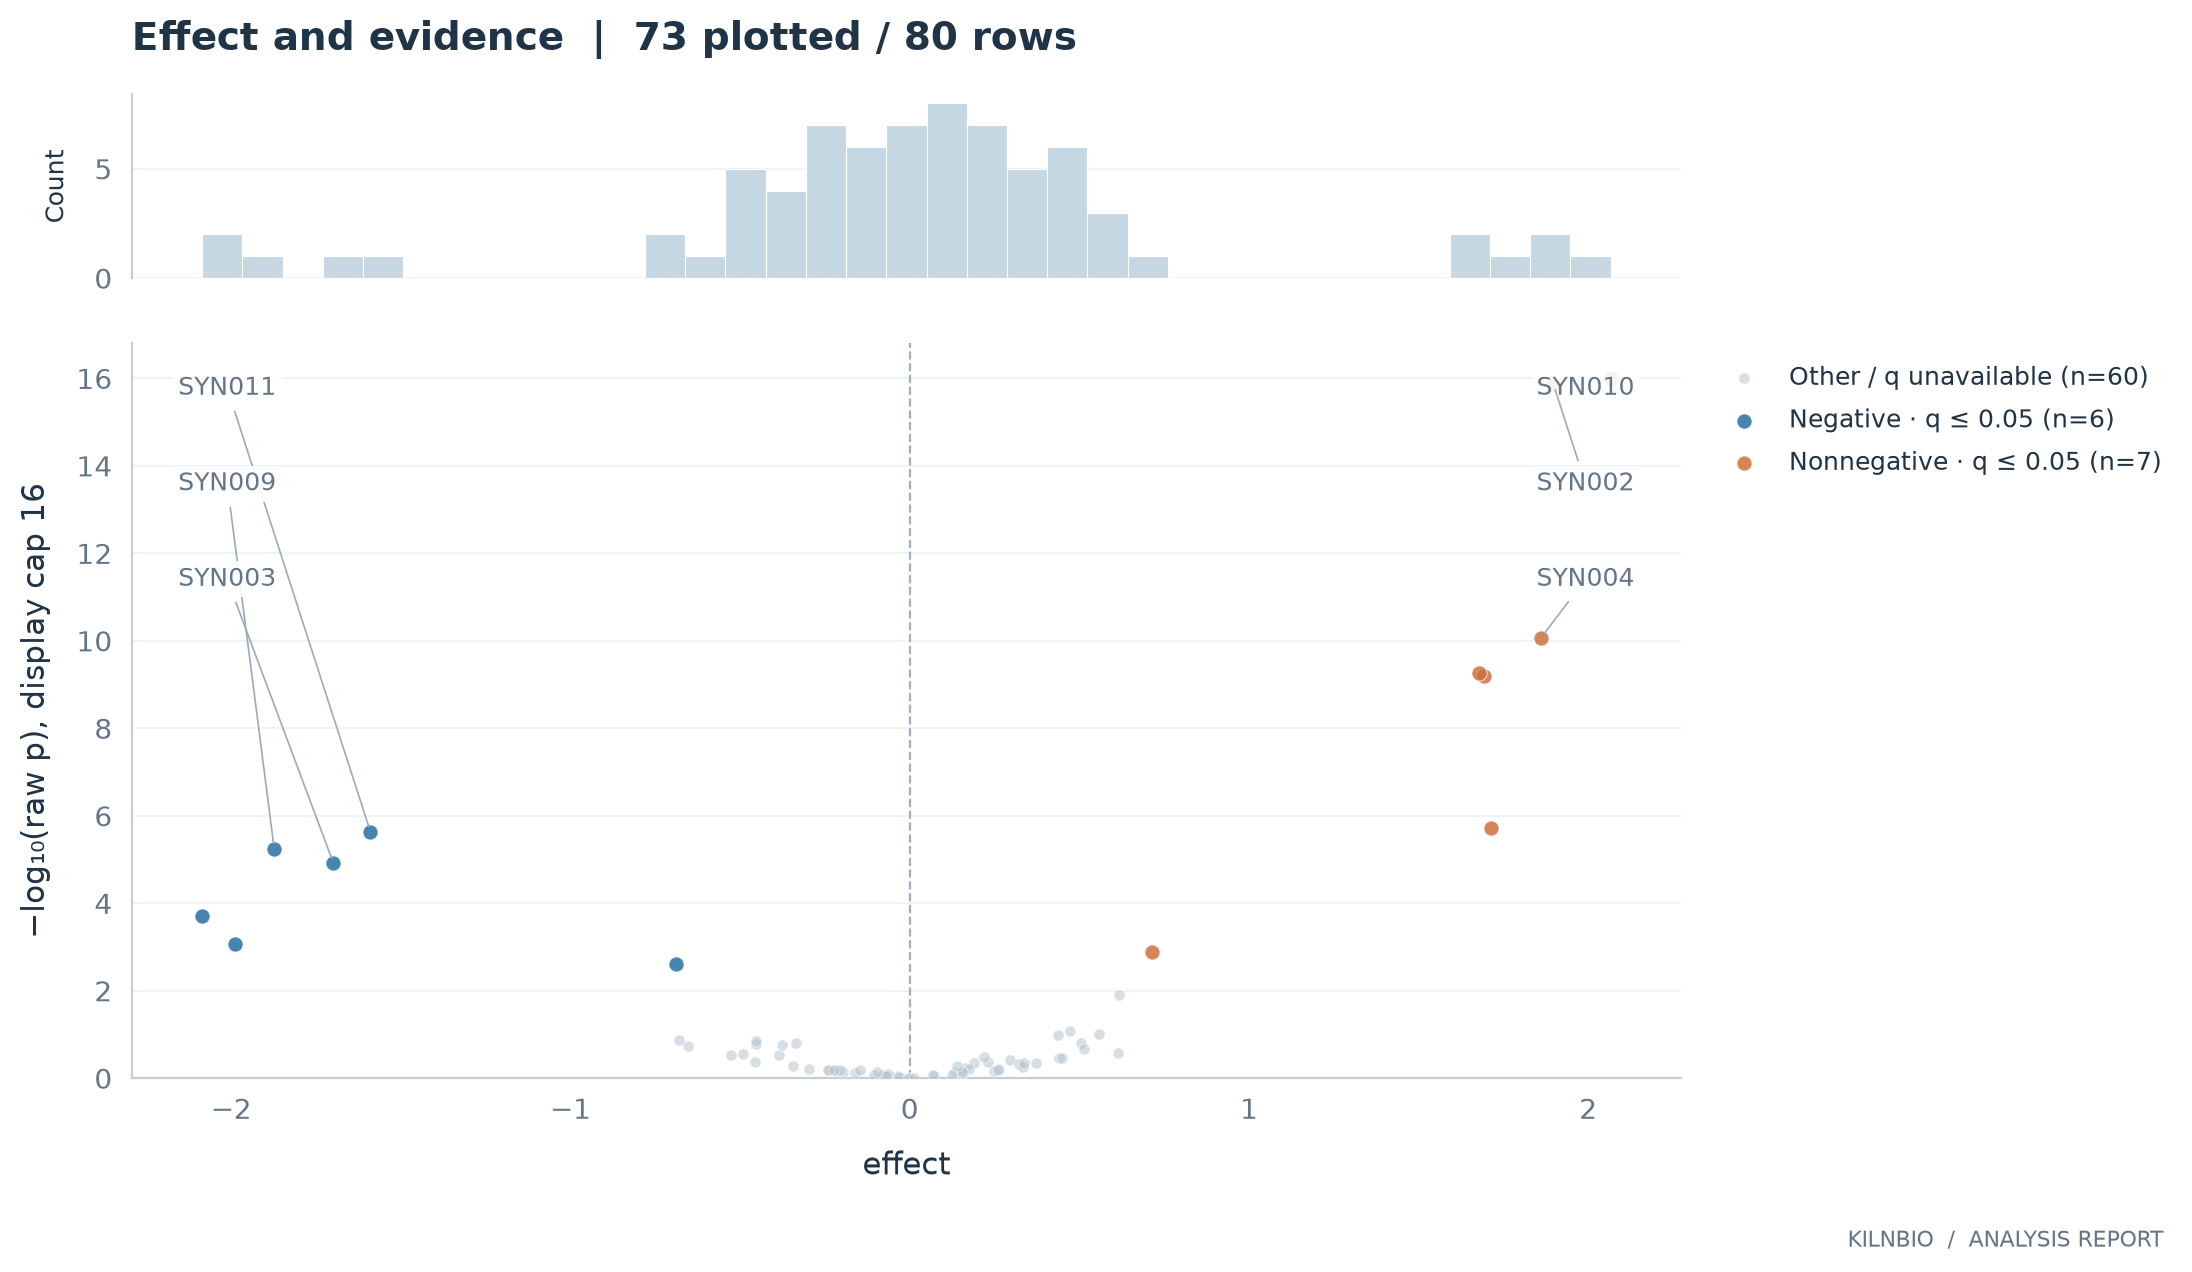 Effect and evidence | 73 plotted / 80 rows
Count
5
0
−log₁₀(raw p), display cap 16
16
14
12
10
8
6
4
2
0
SYN011
SYN009
SYN003
SYN010
SYN002
SYN004
Other / q unavailable (n=60)
Negative · q ≤ 0.05 (n=6)
Nonnegative · q ≤ 0.05 (n=7)
−2
−1
0
1
2
effect
KILNBIO / ANALYSIS REPORT